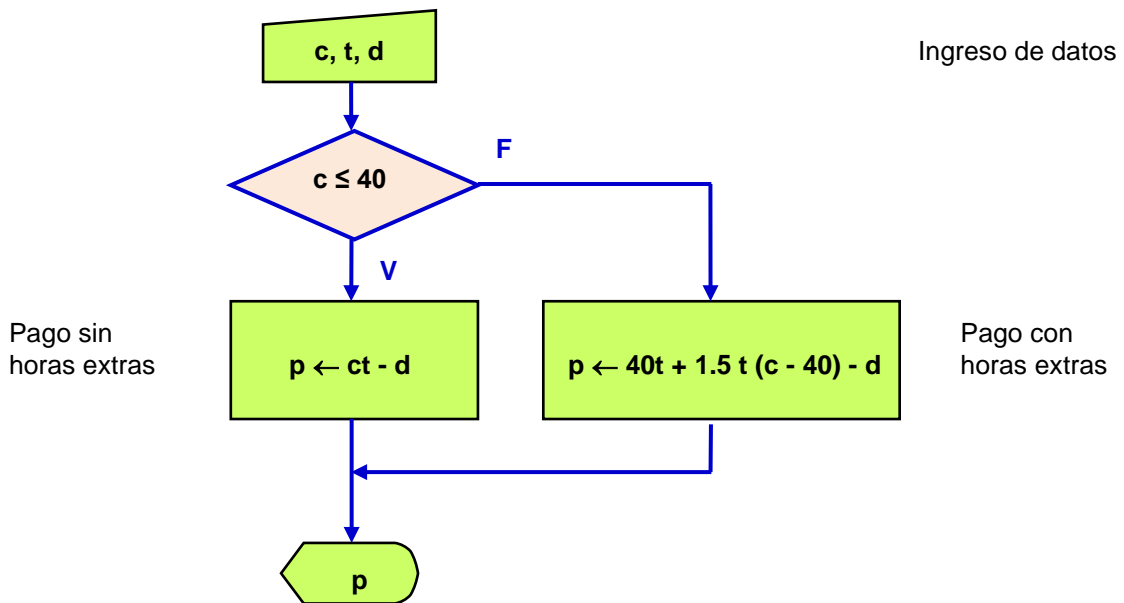 c, t, d
Ingreso de datos
F
c ≤ 40
V
Pago sin
horas extras
p ← ct - d
p ← 40t + 1.5 t (c - 40) - d
Pago con
horas extras
p